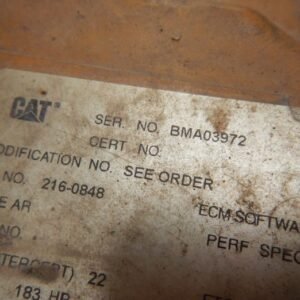 CAT®
SER. NO. BMA03972
CERT NO.
ODIFICATION NO. SEE ORDER
NO. 216-0848
E AR ECM SOFTWAR
NO PERF SPEC
TERCEPT) 22
183 HP